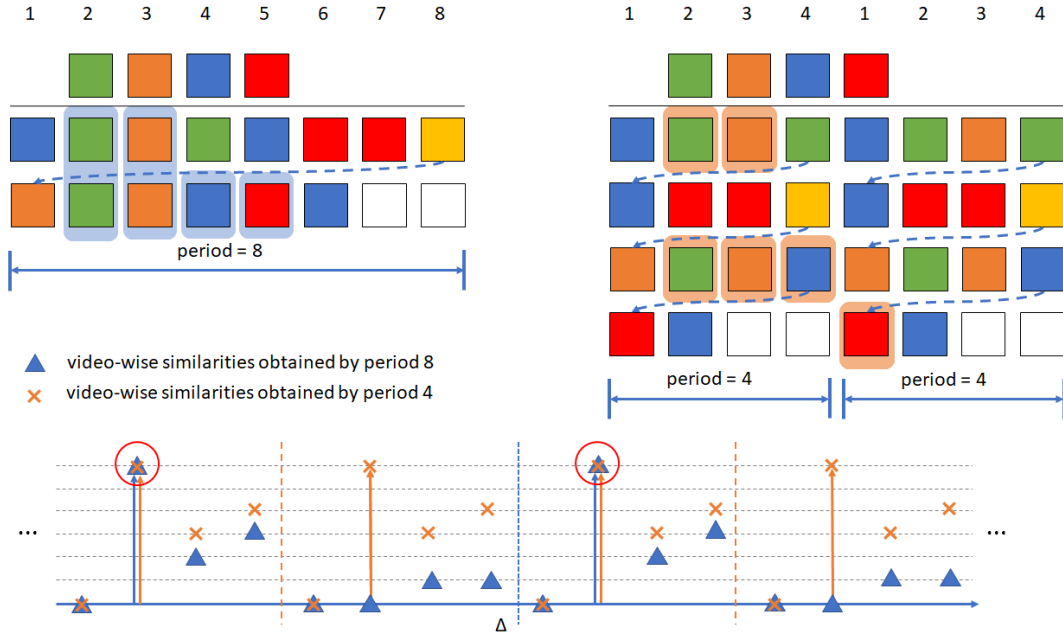 1 2 3 4 5 6 7 8
1 2 3 4 1 2 3 4
period = 8
period = 4
period = 4
video-wise similarities obtained by period 8
video-wise similarities obtained by period 4
...
...
Δ